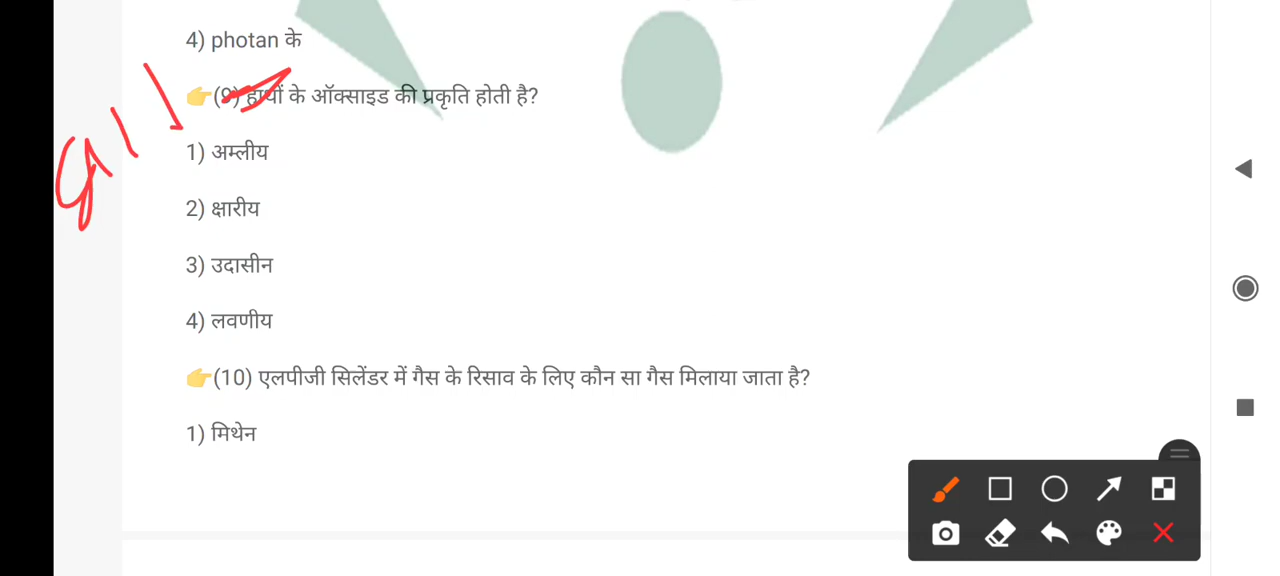 4) photan के
👉(9) हाथों के ऑक्साइड की प्रकृति होती है?
1) अम्लीय
2) क्षारीय
3) उदासीन
4) लवणीय
👉(10) एलपीजी सिलेंडर में गैस के रिसाव के लिए कौन सा गैस मिलाया जाता है?
1) मिथेन